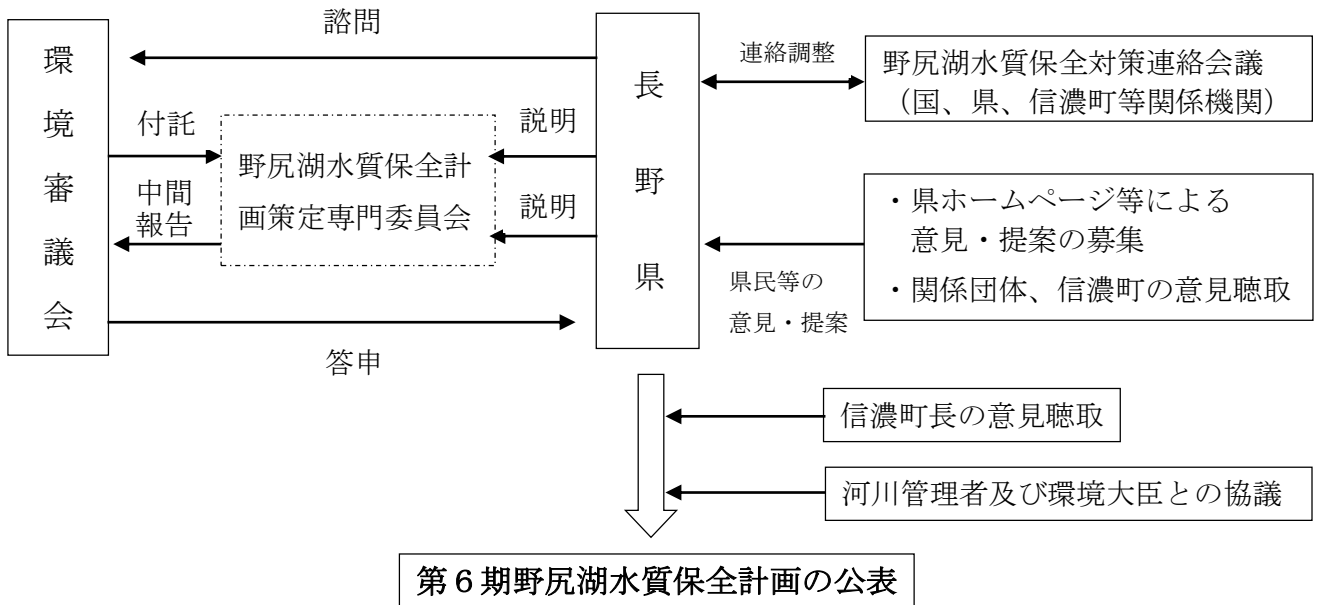 諮問
環境審議会
付託
中間
報告
野尻湖水質保全計
画策定専門委員会
説明
説明
答申
長野県
連絡調整
野尻湖水質保全対策連絡会議
（国、県、信濃町等関係機関）
・県ホームページ等による
意見・提案の募集
・関係団体、信濃町の意見聴取
県民等の
意見・提案
信濃町長の意見聴取
河川管理者及び環境大臣との協議
第６期野尻湖水質保全計画の公表